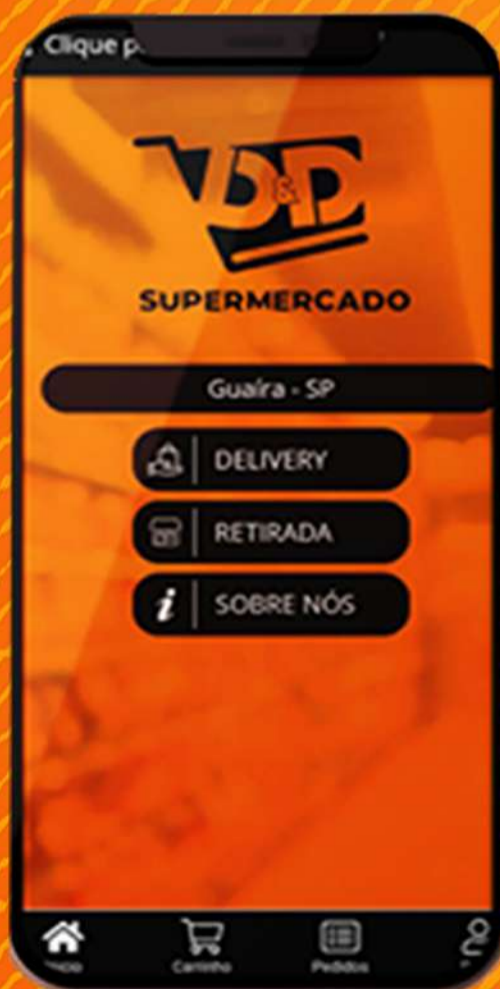 Clique p
D&D
SUPERMERCADO
Guaíra - SP
DELIVERY
RETIRADA
i SOBRE NÓS
Carrinho
Pedidos